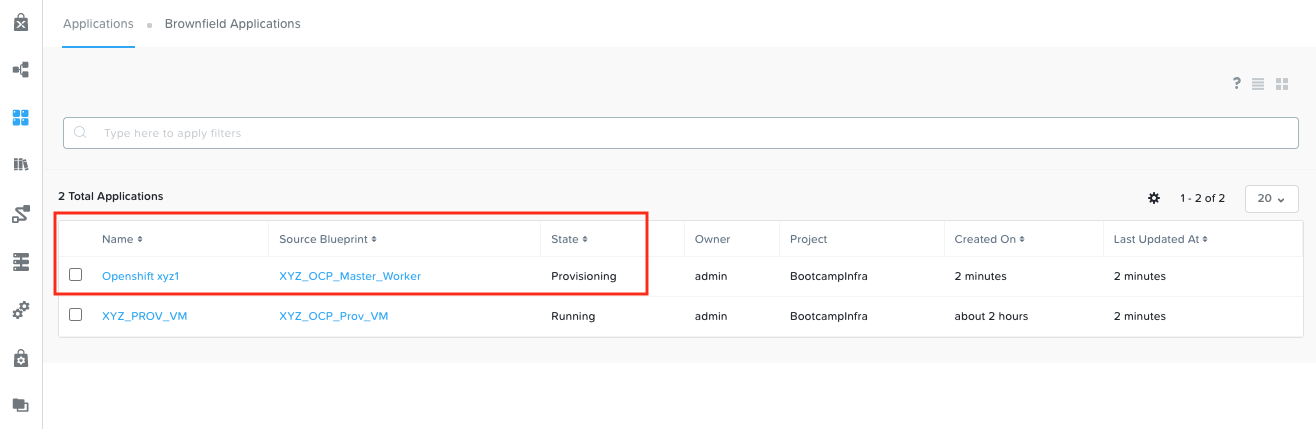 Applications Brownfield Applications
?
Type here to apply filters
2 Total Applications 1 - 2 of 2 20
Name Source Blueprint State Owner Project Created On Last Updated At
Openshift xyz1 XYZ_OCP_Master_Worker Provisioning admin BootcampInfra 2 minutes 2 minutes
XYZ_PROV_VM XYZ_OCP_Prov_VM Running admin BootcampInfra about 2 hours 2 minutes